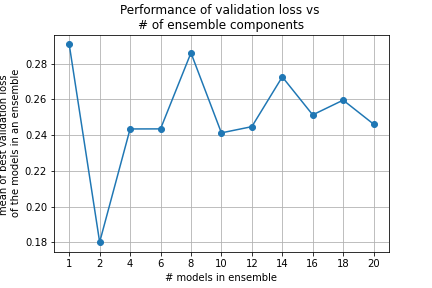 Performance of validation loss vs
# of ensemble components
mean of best validation loss
of the models in an ensemble
0.28
0.26
0.24
0.22
0.20
0.18
1 2 4 6 8 10 12 14 16 18 20
# models in ensemble